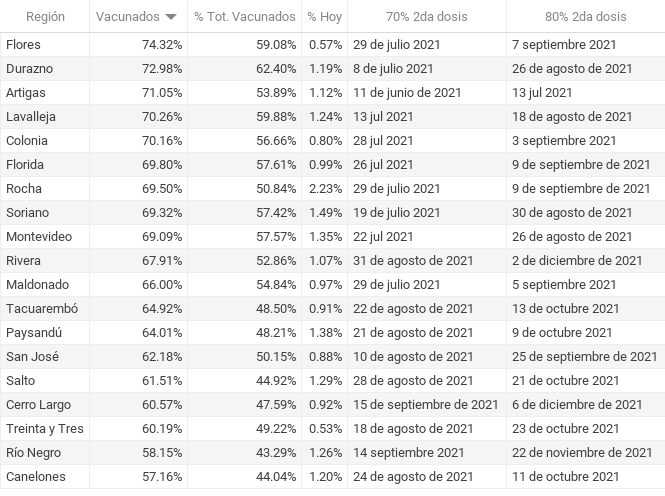 Región Vacunados % Tot. Vacunados % Hoy 70% 2da dosis 80% 2da dosis
Flores 74.32% 59.08% 0.57% 29 de julio 2021 7 septiembre 2021
Durazno 72.98% 62.40% 1.19% 8 de julio 2021 26 de agosto de 2021
Artigas 71.05% 53.89% 1.12% 11 de junio de 2021 13 jul 2021
Lavalleja 70.26% 59.88% 1.24% 13 jul 2021 18 de agosto de 2021
Colonia 70.16% 56.66% 0.80% 28 jul 2021 3 septiembre 2021
Florida 69.80% 57.61% 0.99% 26 jul 2021 9 de septiembre de 2021
Rocha 69.50% 50.84% 2.23% 29 de julio 2021 9 de septiembre de 2021
Soriano 69.32% 57.42% 1.49% 19 de julio 2021 30 de agosto de 2021
Montevideo 69.09% 57.57% 1.35% 22 jul 2021 26 de agosto de 2021
Rivera 67.91% 52.86% 1.07% 31 de agosto de 2021 2 de diciembre de 2021
Maldonado 66.00% 54.84% 0.97% 29 de julio 2021 5 septiembre 2021
Tacuarembó 64.92% 48.50% 0.91% 22 de agosto de 2021 13 de octubre 2021
Paysandú 64.01% 48.21% 1.38% 21 de agosto de 2021 9 de octubre 2021
San José 62.18% 50.15% 0.88% 10 de agosto de 2021 25 de septiembre de 2021
Salto 61.51% 44.92% 1.29% 28 de agosto de 2021 21 de octubre 2021
Cerro Largo 60.57% 47.59% 0.92% 15 de septiembre de 2021 6 de diciembre de 2021
Treinta y Tres 60.19% 49.22% 0.53% 18 de agosto de 2021 23 de octubre 2021
Río Negro 58.15% 43.29% 1.26% 14 septiembre 2021 22 de noviembre de 2021
Canelones 57.16% 44.04% 1.20% 24 de agosto de 2021 11 de octubre 2021